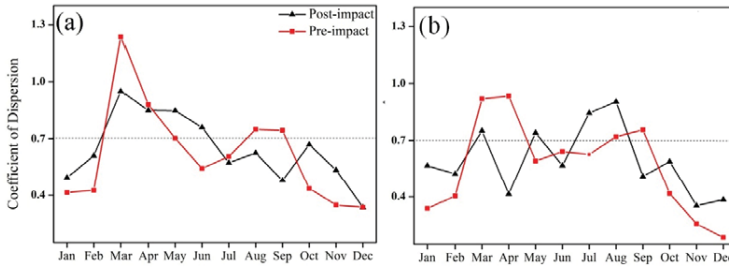 (a)
Post-impact
Pre-impact
Coefficient of Dispersion
1.3
1.0
0.7
0.4
Jan Feb Mar Apr May Jun Jul Aug Sep Oct Nov Dec
(b)
1.3
1.0
0.7
0.4
Jan Feb Mar Apr May Jun Jul Aug Sep Oct Nov Dec